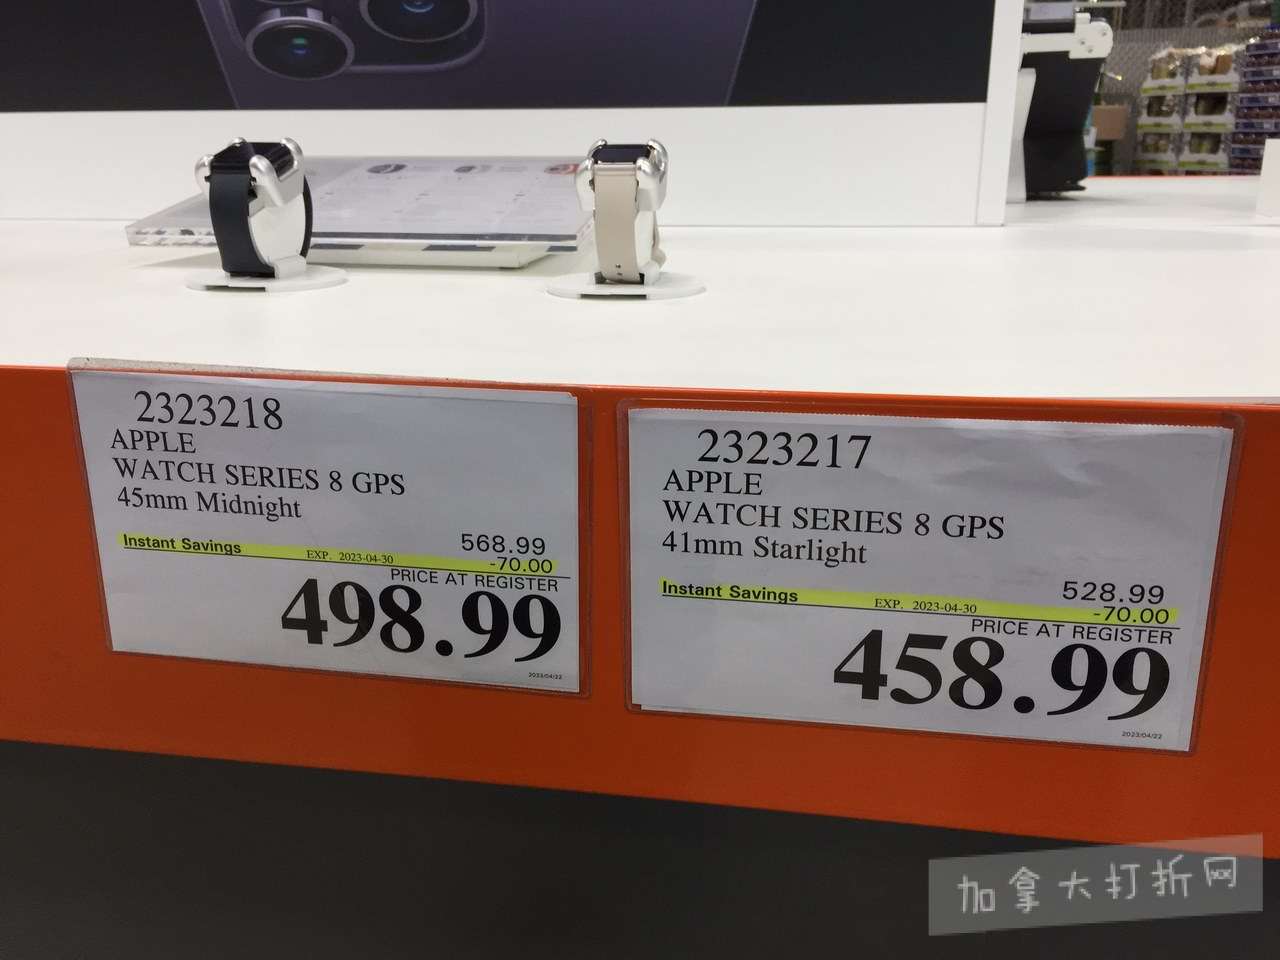 2323218
APPLE
WATCH SERIES 8 GPS
45mm Midnight
568.99
Instant Savings EXP. 2023-04-30 -70.00
PRICE AT REGISTER
498.99
2023/04/22
2323217
APPLE
WATCH SERIES 8 GPS
41mm Starlight
528.99
Instant Savings EXP. 2023-04-30 -70.00
PRICE AT REGISTER
458.99
2023/04/22
加拿大打折网